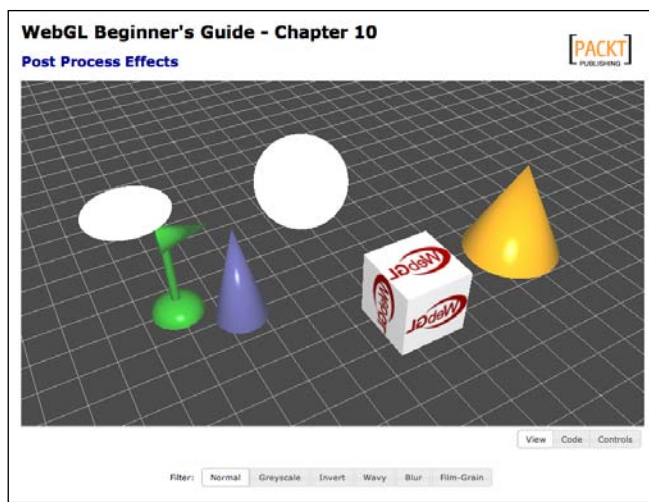 WebGL Beginner's Guide - Chapter 10
Post Process Effects
[PACKT]
PUBLISHING
WebGL
WebGL
WebGL
View Code Controls
Filter: Normal Greyscale Invert Wavy Blur Film-Grain